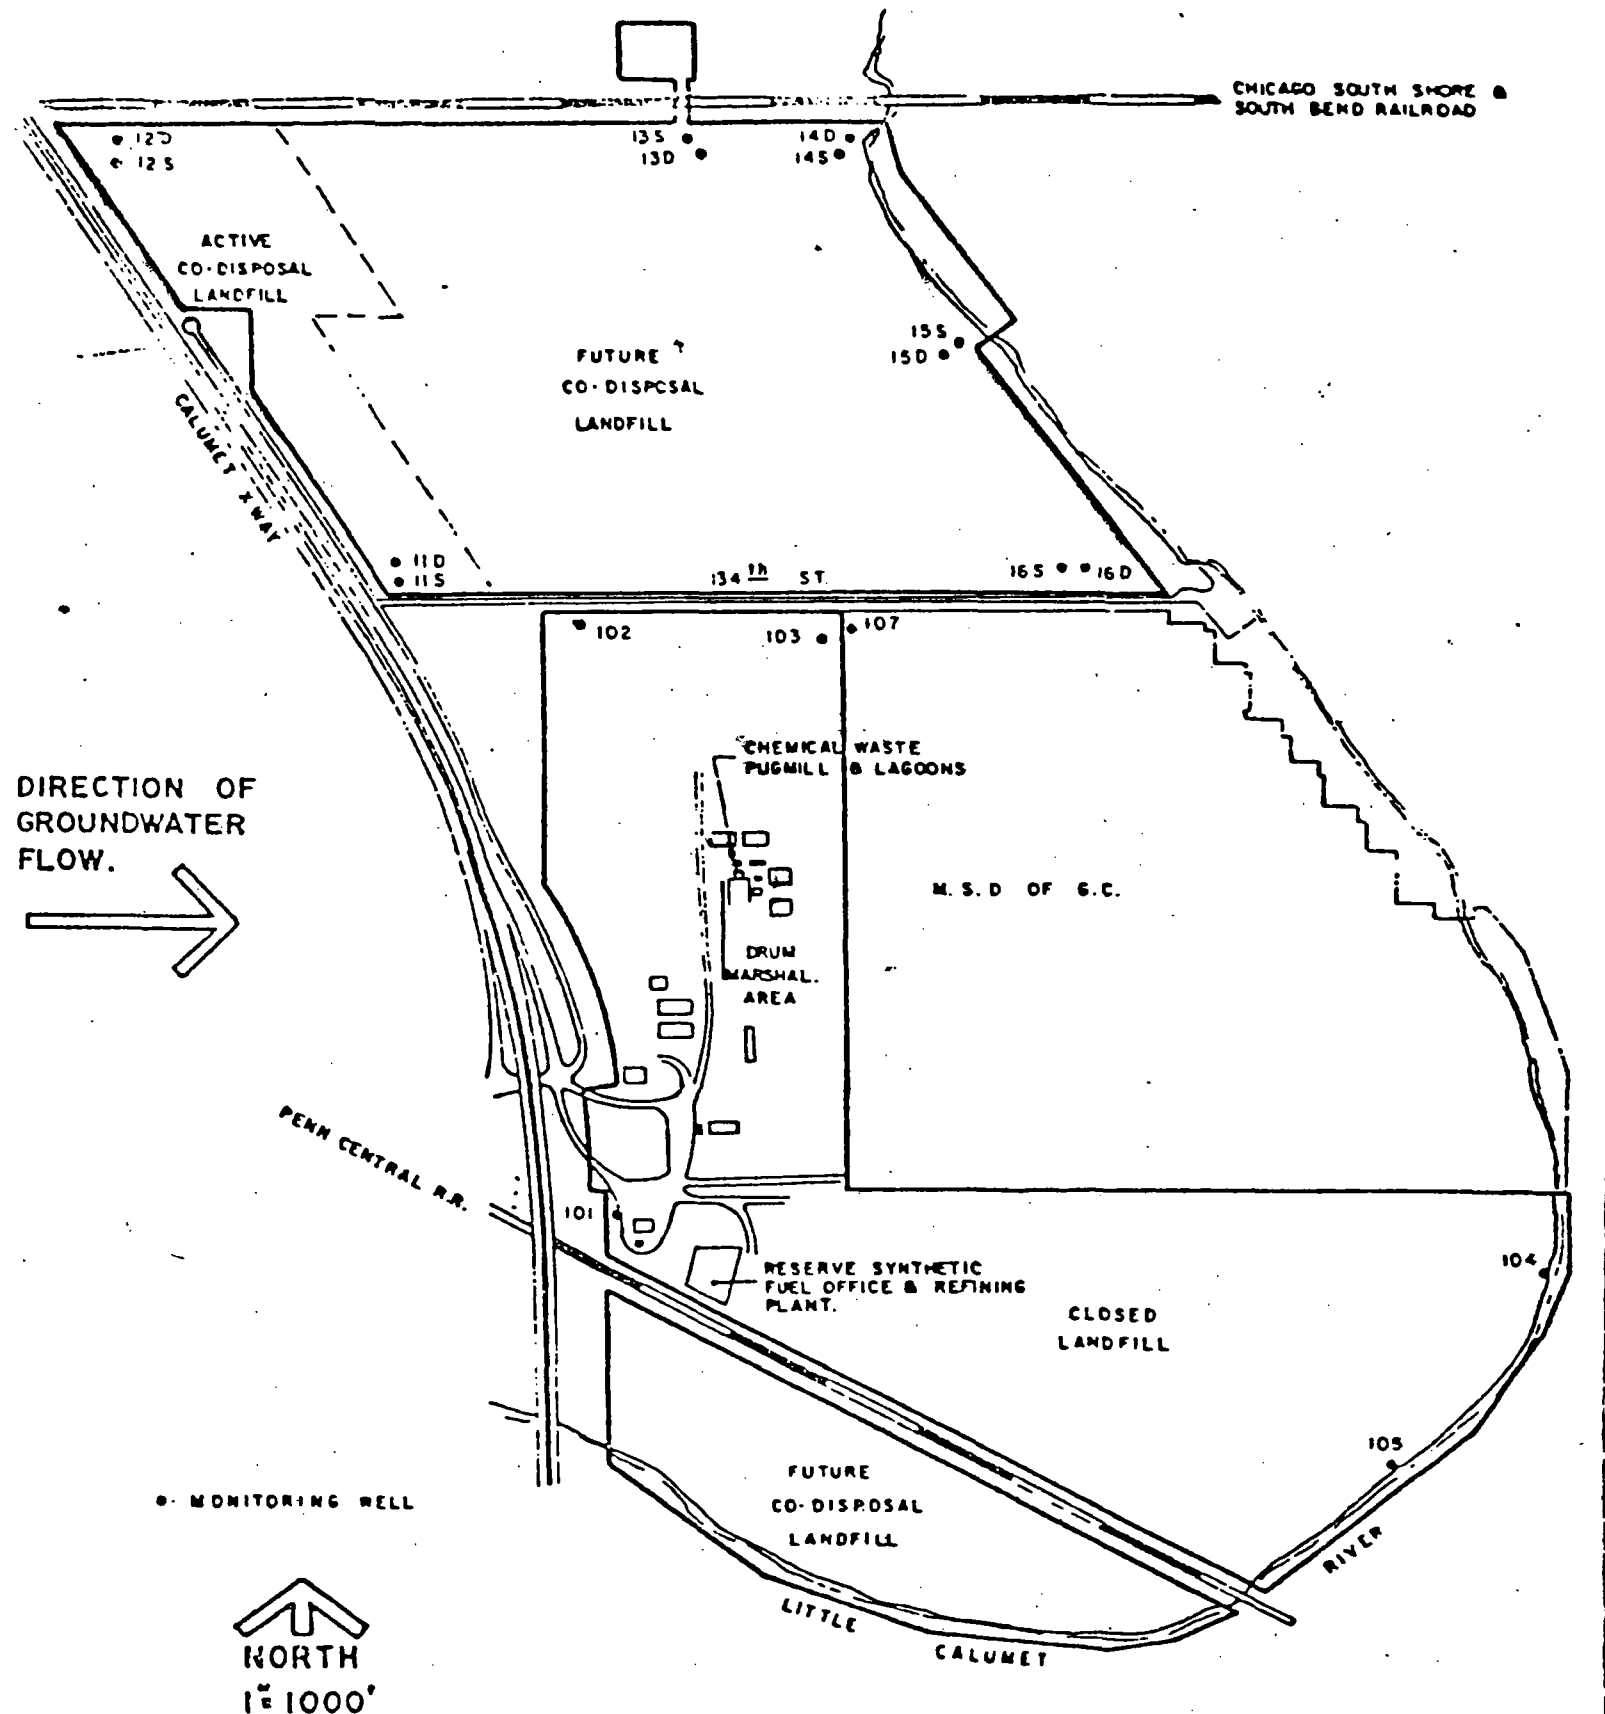 CHICAGO SOUTH SHORE &
SOUTH BEND RAILROAD
12D
12S
13S
13D
14D
14S
ACTIVE
CO-DISPOSAL
LANDFILL
15S
15D
FUTURE
CO-DISPOSAL
LANDFILL
CALUMET XWAY
11D
11S
134th ST.
16S
16D
102
103
107
CHEMICAL WASTE
PUGMILL & LAGOONS
DIRECTION OF
GROUNDWATER
FLOW.
M.S.D OF G.C.
DRUM
MARSHAL.
AREA
PENN CENTRAL R.R.
101
104
RESERVE SYNTHETIC
FUEL OFFICE & REFINING
PLANT.
CLOSED
LANDFILL
105
FUTURE
CO-DISPOSAL
LANDFILL
- MONITORING WELL
LITTLE CALUMET RIVER
NORTH
1"=1000'